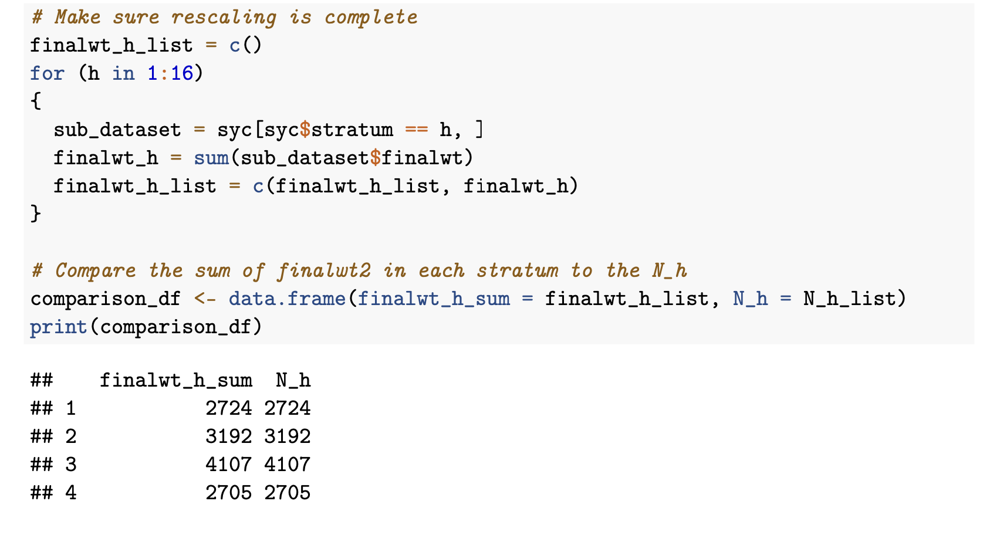 # Make sure rescaling is complete
finalwt_h_list = c()
for (h in 1:16)
{
  sub_dataset = syc[syc$stratum == h, ]
  finalwt_h = sum(sub_dataset$finalwt)
  finalwt_h_list = c(finalwt_h_list, finalwt_h)
}
# Compare the sum of finalwt2 in each stratum to the N_h
comparison_df <- data.frame(finalwt_h_sum = finalwt_h_list, N_h = N_h_list)
print(comparison_df)
##    finalwt_h_sum  N_h
## 1           2724 2724
## 2           3192 3192
## 3           4107 4107
## 4           2705 2705